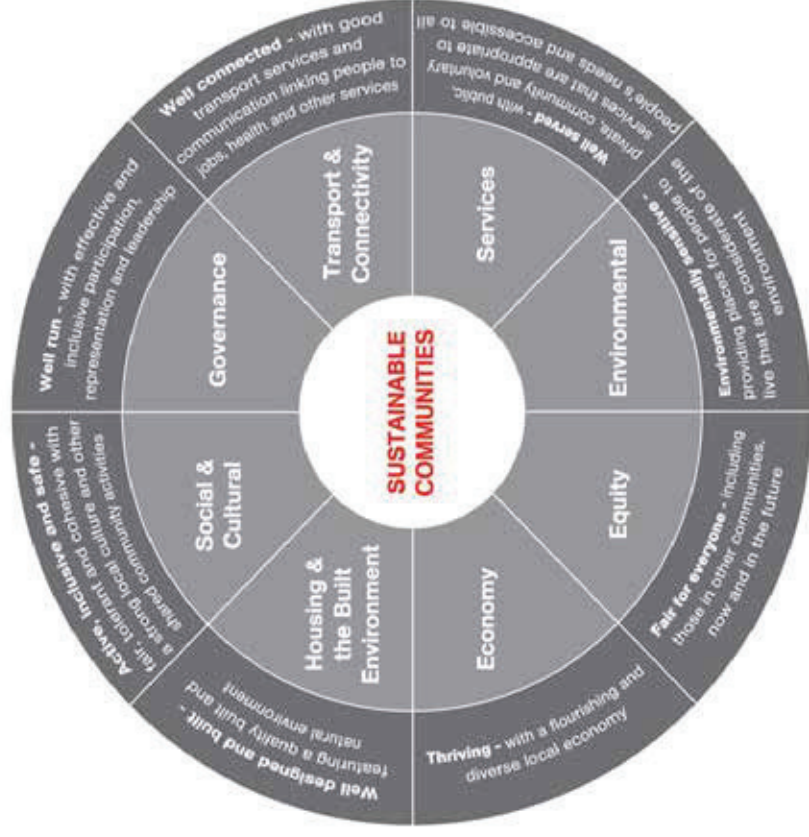 SUSTAINABLE
COMMUNITIES
Housing &
the Built
Environment
Well designed and built -
featuring a quality built and
natural environment
Social &
Cultural
Active, Inclusive and safe -
fair, tolerant and cohesive with
a strong local culture and other
shared community activities
Governance
Well run - with effective and
inclusive participation,
representation and leadership
Transport &
Connectivity
Well connected - with good
transport services and
communication linking people to
jobs, health and other services
Services
Well served - with public,
private, community and voluntary
services that are appropriate to
people's needs and accessible to all
Environmental
Environmentally sensitive -
providing places for people to
live that are considerate of the
environment
Equity
Fair for everyone - including
those in other communities,
now and in the future
Economy
Thriving - with a flourishing and
diverse local economy